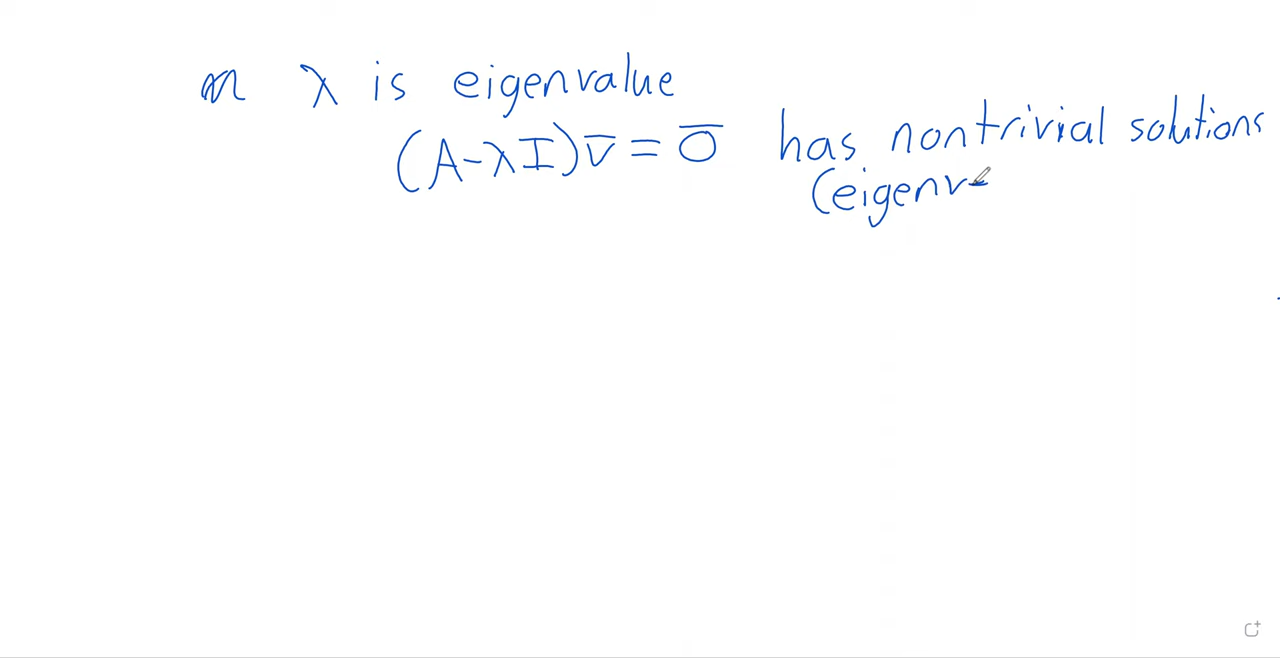 λ is eigenvalue
(A-λI)v̅ = 0̅ has nontrivial solutions
(eigenv